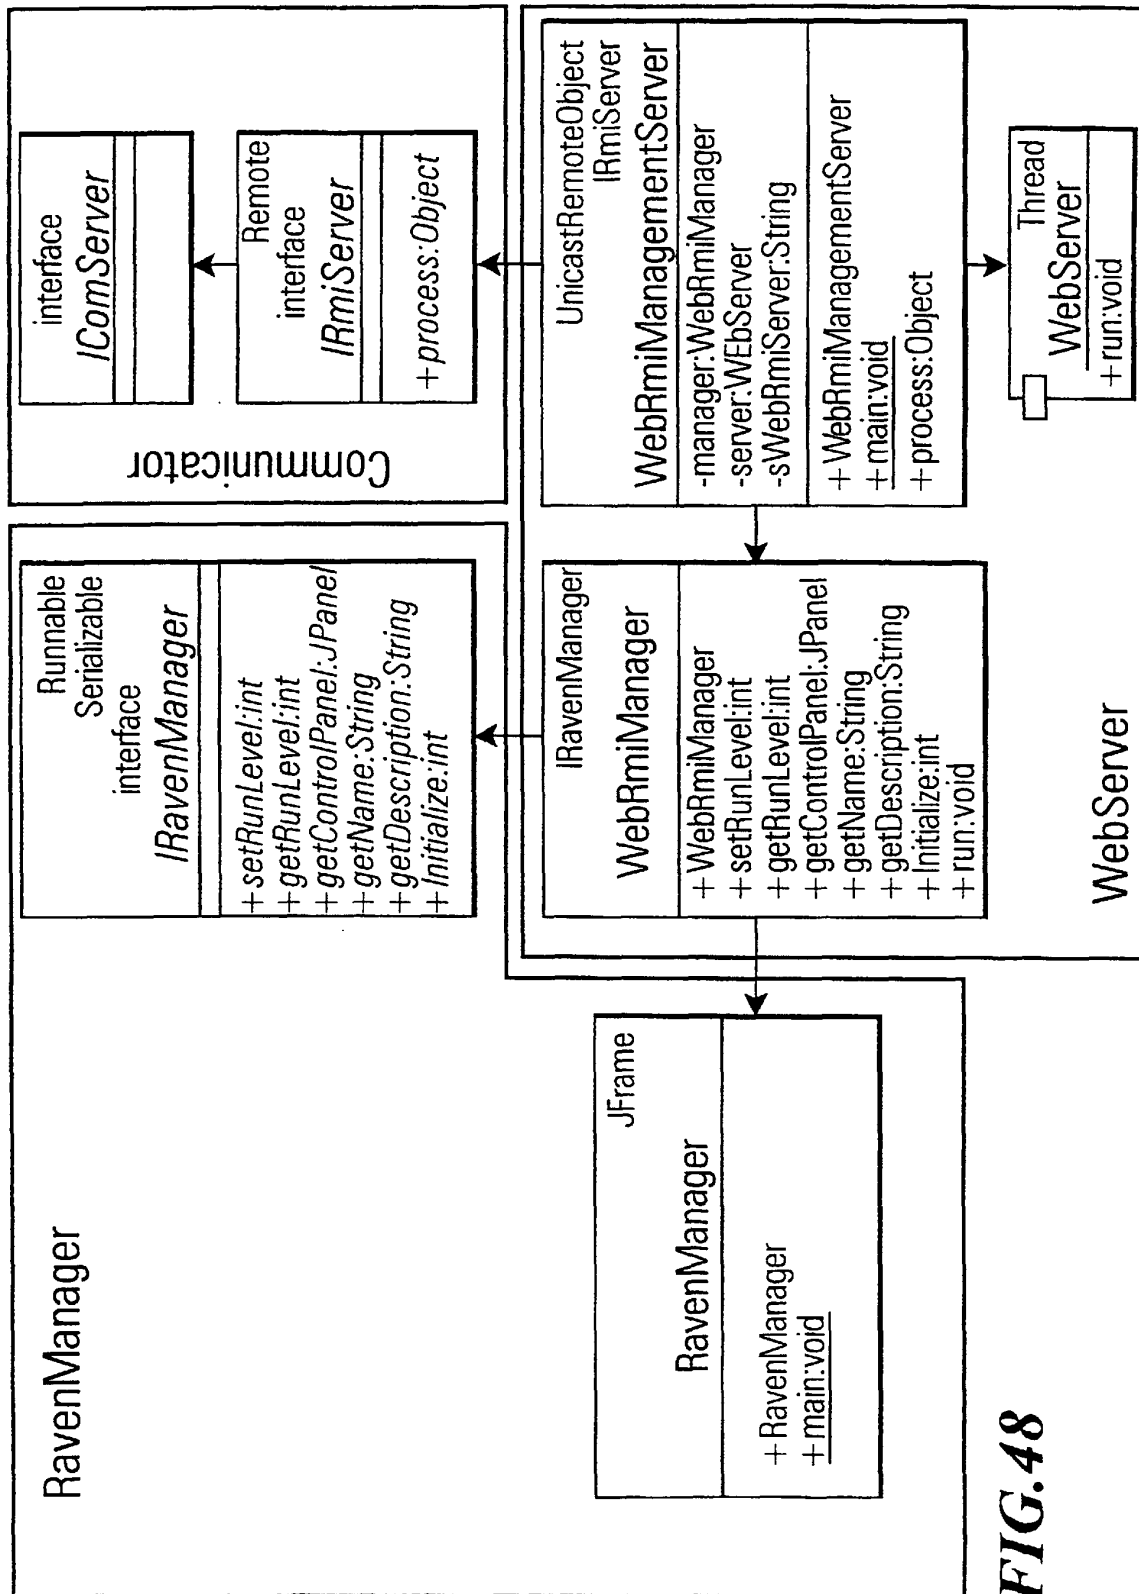 RavenManager
Runnable
Serializable
interface
IRavenManager
+setRunLevel:int
+getRunLevel:int
+getControlPanel:JPanel
+getName:String
+getDescription:String
+Initialize:int
JFrame
RavenManager
+RavenManager
+main:void
Communicator
interface
IComServer
Remote
interface
IRmiServer
+process:Object
IRavenManager
WebRmiManager
+WebRmiManager
+setRunLevel:int
+getRunLevel:int
+getControlPanel:JPanel
+getName:String
+getDescription:String
+Initialize:int
+run:void
UnicastRemoteObject
IRmiServer
WebRmiManagementServer
-manager:WebRmiManager
-server:WEbServer
-sWebRmiServer:String
+WebRmiManagementServer
+main:void
+process:Object
Thread
WebServer
+run:void
WebServer
FIG.48